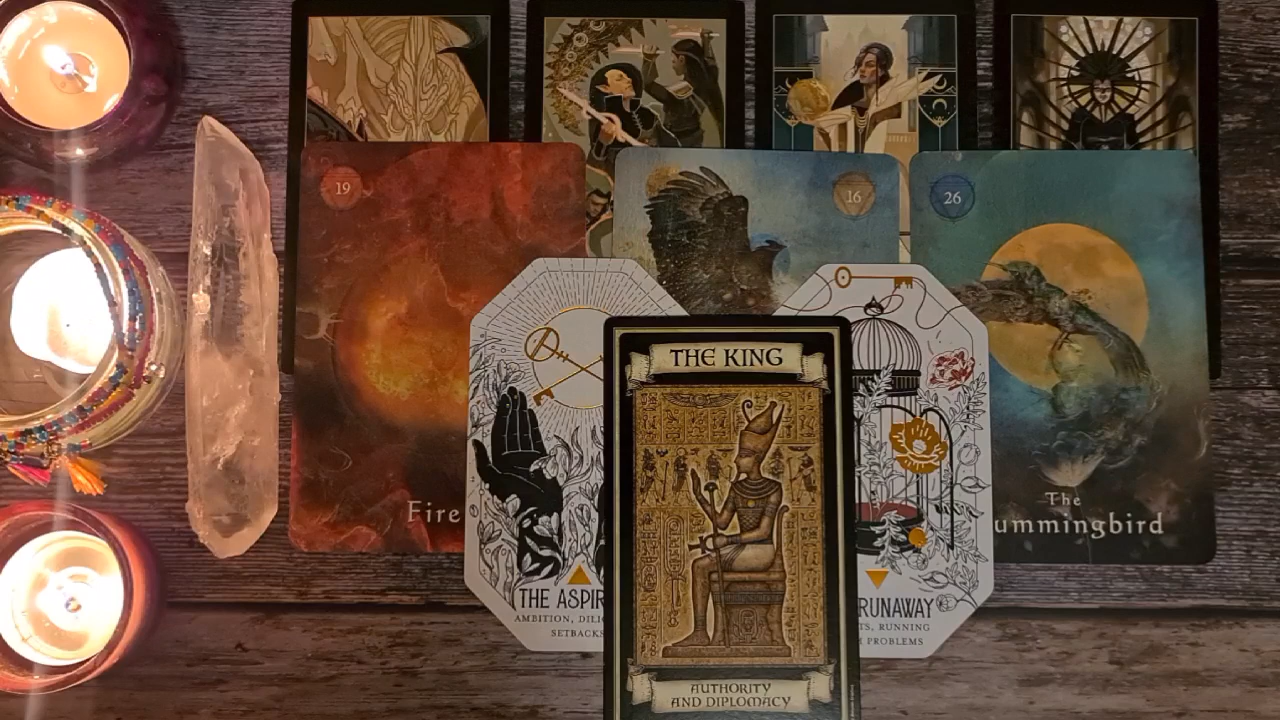 19
16
26
THE KING
Fire
The
ummingbird
THE ASPIR
AMBITION, DILI
SETBACKS
RUNAWAY
TS, RUNNING
PROBLEMS
AUTHORITY
AND DIPLOMACY